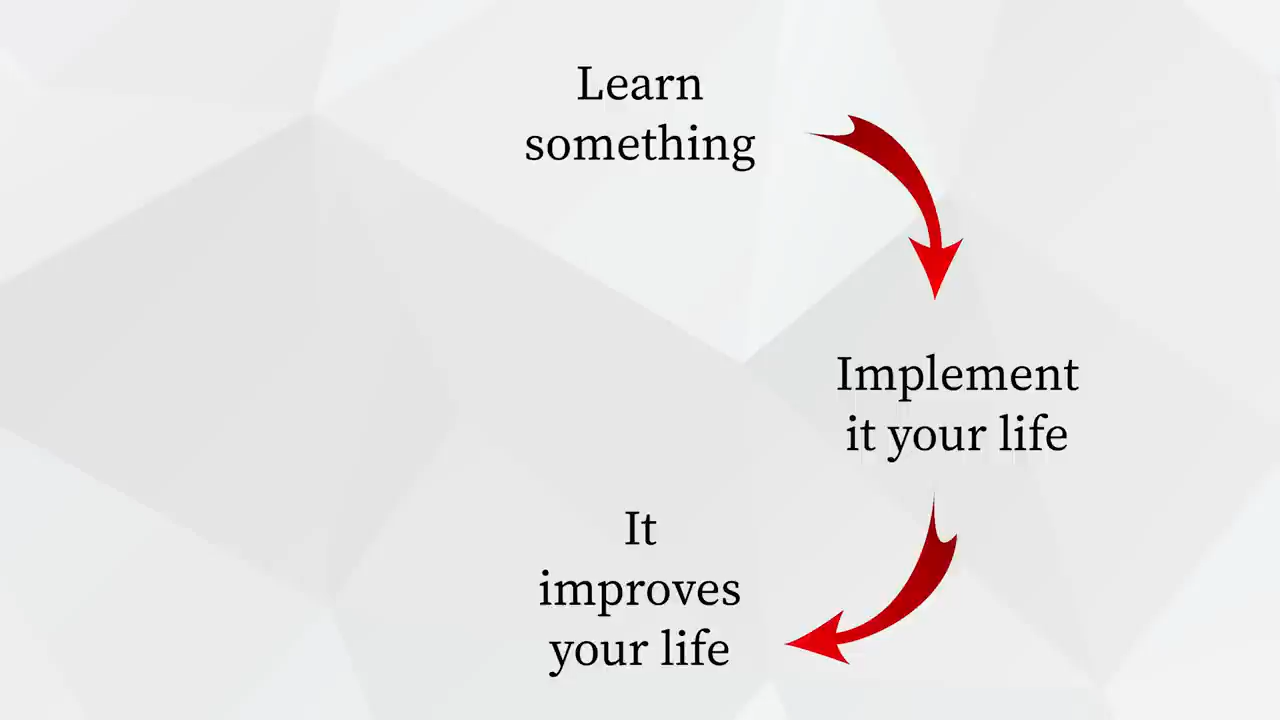 Learn
something
Implement
it your life
It
improves
your life